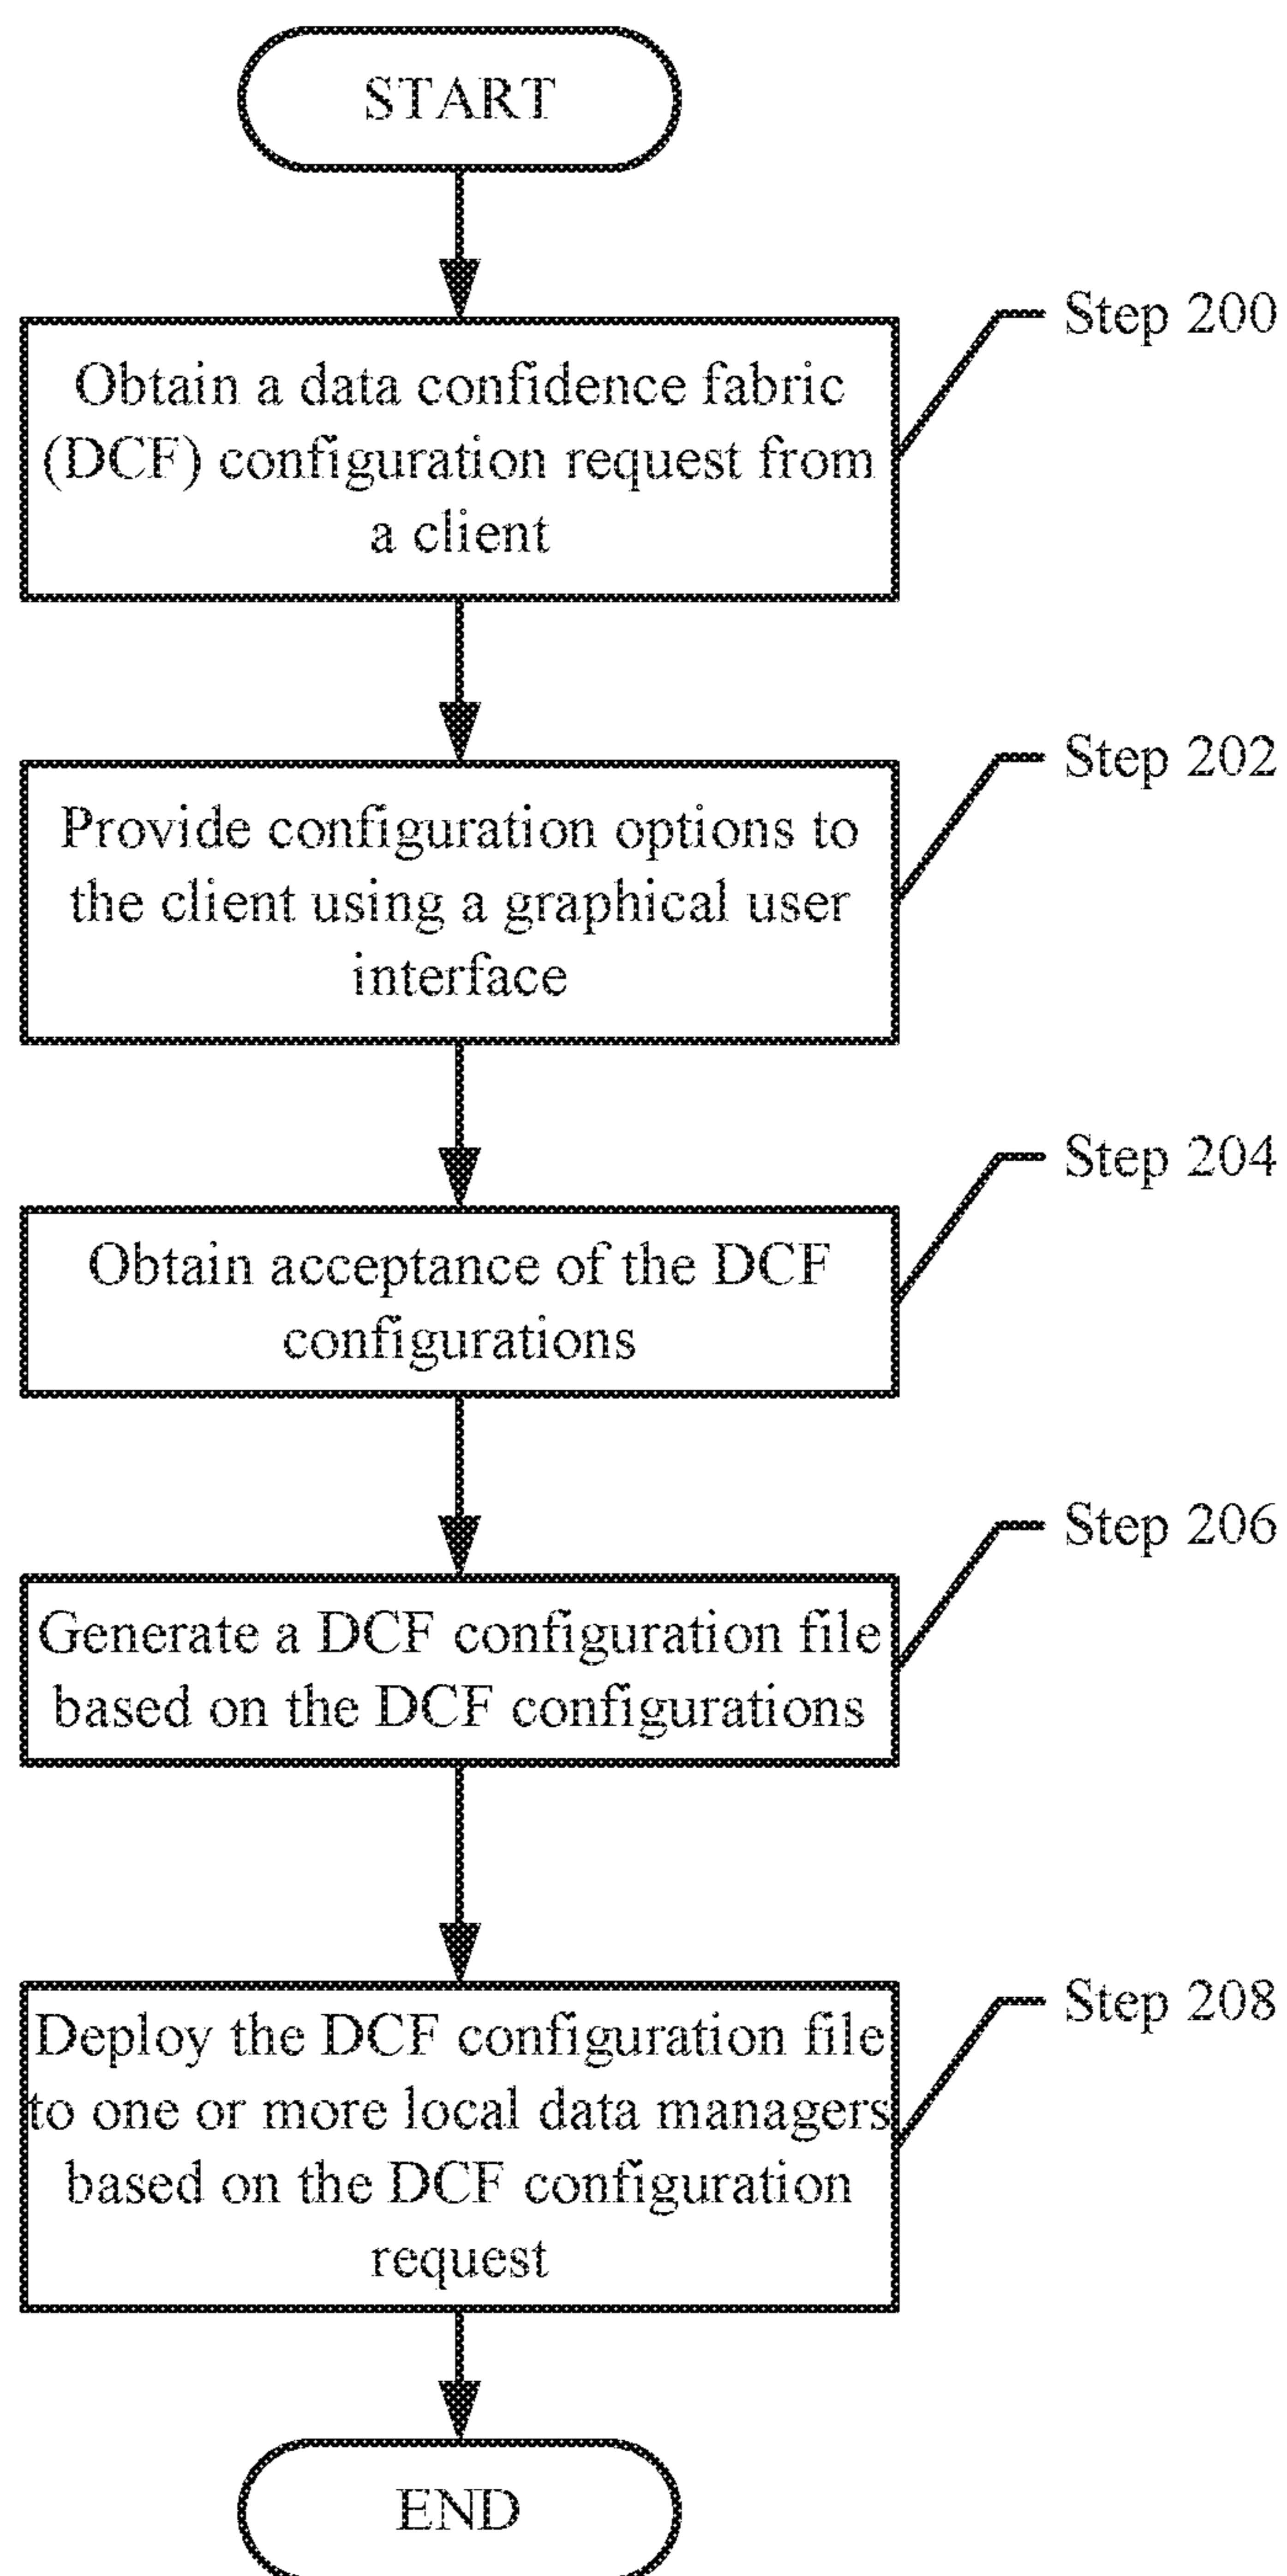 START
Step 200
Obtain a data confidence fabric
(DCF) configuration request from
a client
Step 202
Provide configuration options to
the client using a graphical user
interface
Step 204
Obtain acceptance of the DCF
configurations
Step 206
Generate a DCF configuration file
based on the DCF configurations
Step 208
Deploy the DCF configuration file
to one or more local data managers
based on the DCF configuration
request
END